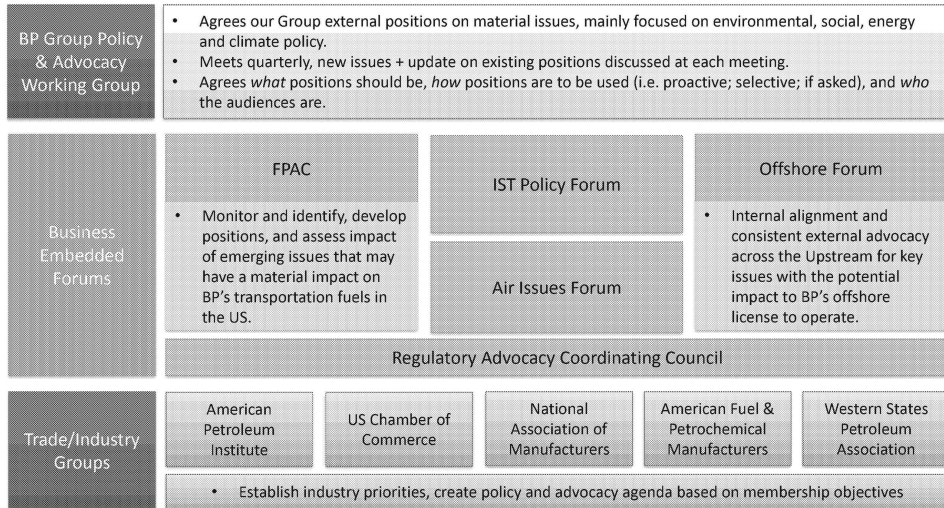 BP Group Policy
& Advocacy
Working Group
• Agrees our Group external positions on material issues, mainly focused on environmental, social, energy
and climate policy.
• Meets quarterly, new issues + update on existing positions discussed at each meeting.
• Agrees what positions should be, how positions are to be used (i.e. proactive; selective; if asked), and who
the audiences are.
Business
Embedded
Forums
FPAC
• Monitor and identify, develop
positions, and assess impact
of emerging issues that may
have a material impact on
BP's transportation fuels in
the US.
IST Policy Forum
Air Issues Forum
Offshore Forum
• Internal alignment and
consistent external advocacy
across the Upstream for key
issues with the potential
impact to BP's offshore
license to operate.
Regulatory Advocacy Coordinating Council
Trade/Industry
Groups
American
Petroleum
Institute
US Chamber of
Commerce
National
Association of
Manufacturers
American Fuel &
Petrochemical
Manufacturers
Western States
Petroleum
Association
• Establish industry priorities, create policy and advocacy agenda based on membership objectives